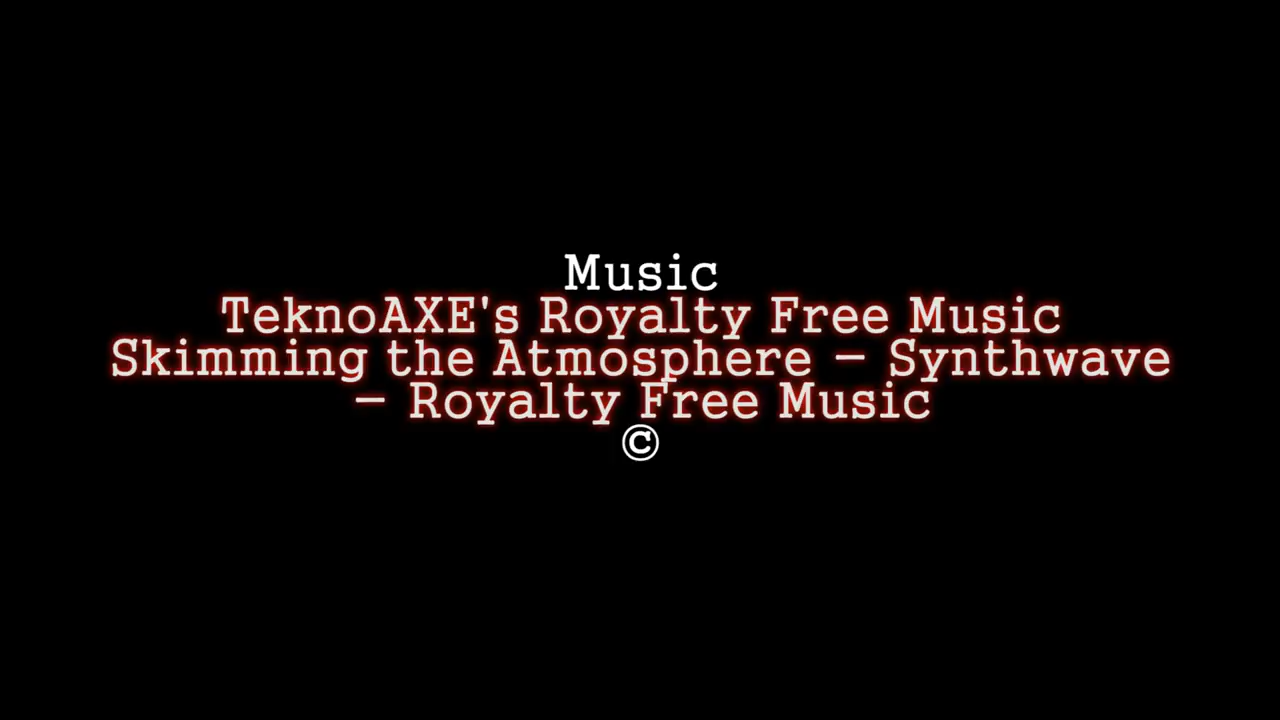 Music
TeknoAXE's Royalty Free Music
Skimming the Atmosphere – Synthwave
– Royalty Free Music
©